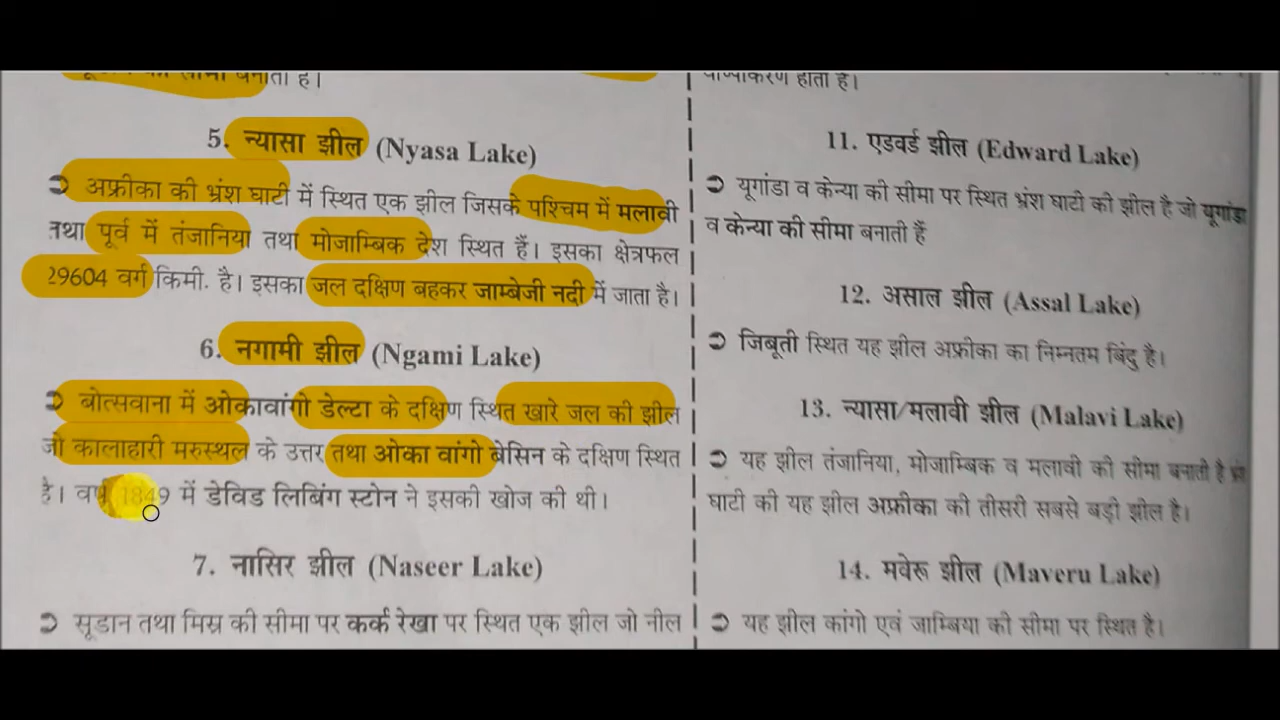 की सीमा बनाती है।
5. न्यासा झील (Nyasa Lake)
➲ अफ्रीका की भ्रंश घाटी में स्थित एक झील जिसके पश्चिम में मलावी
तथा पूर्व में तंजानिया तथा मोजाम्बिक देश स्थित हैं। इसका क्षेत्रफल
29604 वर्ग किमी. है। इसका जल दक्षिण बहकर जाम्बेजी नदी में जाता है।
6. नगामी झील (Ngami Lake)
➲ बोत्सवाना में ओकावांगो डेल्टा के दक्षिण स्थित खारे जल की झील
जो कालाहारी मरुस्थल के उत्तर तथा ओका वांगो बेसिन के दक्षिण स्थित
है। वर्ष 1849 में डेविड लिबिंग स्टोन ने इसकी खोज की थी।
7. नासिर झील (Naseer Lake)
➲ सूडान तथा मिस्र की सीमा पर कर्क रेखा पर स्थित एक झील जो नील
वाष्पीकरण होता है।
11. एडवर्ड झील (Edward Lake)
➲ यूगांडा व केन्या की सीमा पर स्थित भ्रंश घाटी की झील है जो यूगांडा
व केन्या की सीमा बनाती हैं
12. असाल झील (Assal Lake)
➲ जिबूती स्थित यह झील अफ्रीका का निम्नतम बिंदु है।
13. न्यासा/मलावी झील (Malavi Lake)
➲ यह झील तंजानिया, मोजाम्बिक व मलावी की सीमा बनाती है भ्रंश
घाटी की यह झील अफ्रीका की तीसरी सबसे बड़ी झील है।
14. मवेरू झील (Maveru Lake)
➲ यह झील कांगो एवं जाम्बिया की सीमा पर स्थित है।